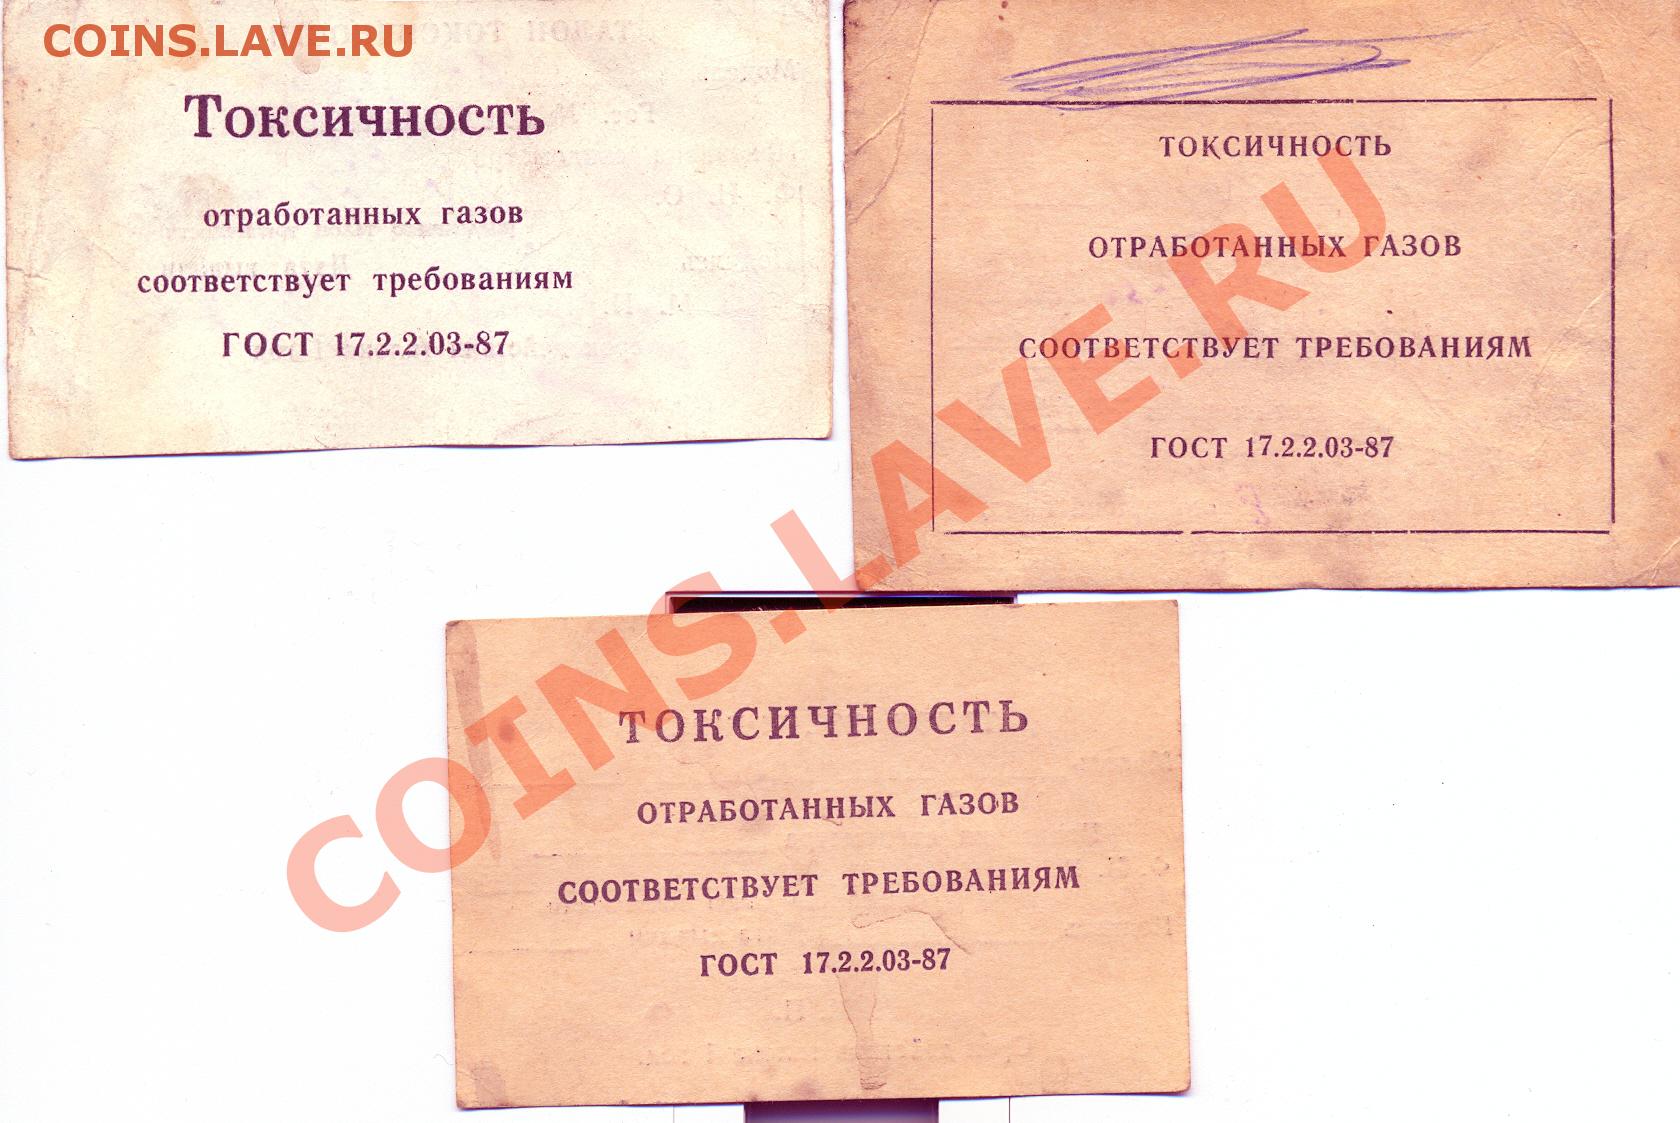 COINS.LAVE.RU
Токсичность
отработанных газов
соответствует требованиям
ГОСТ 17.2.2.03-87
ТОКСИЧНОСТЬ
ОТРАБОТАННЫХ ГАЗОВ
СООТВЕТСТВУЕТ ТРЕБОВАНИЯМ
ГОСТ 17.2.2.03-87
COINS.LAVE.RU
ТОКСИЧНОСТЬ
ОТРАБОТАННЫХ ГАЗОВ
СООТВЕТСТВУЕТ ТРЕБОВАНИЯМ
ГОСТ 17.2.2.03-87